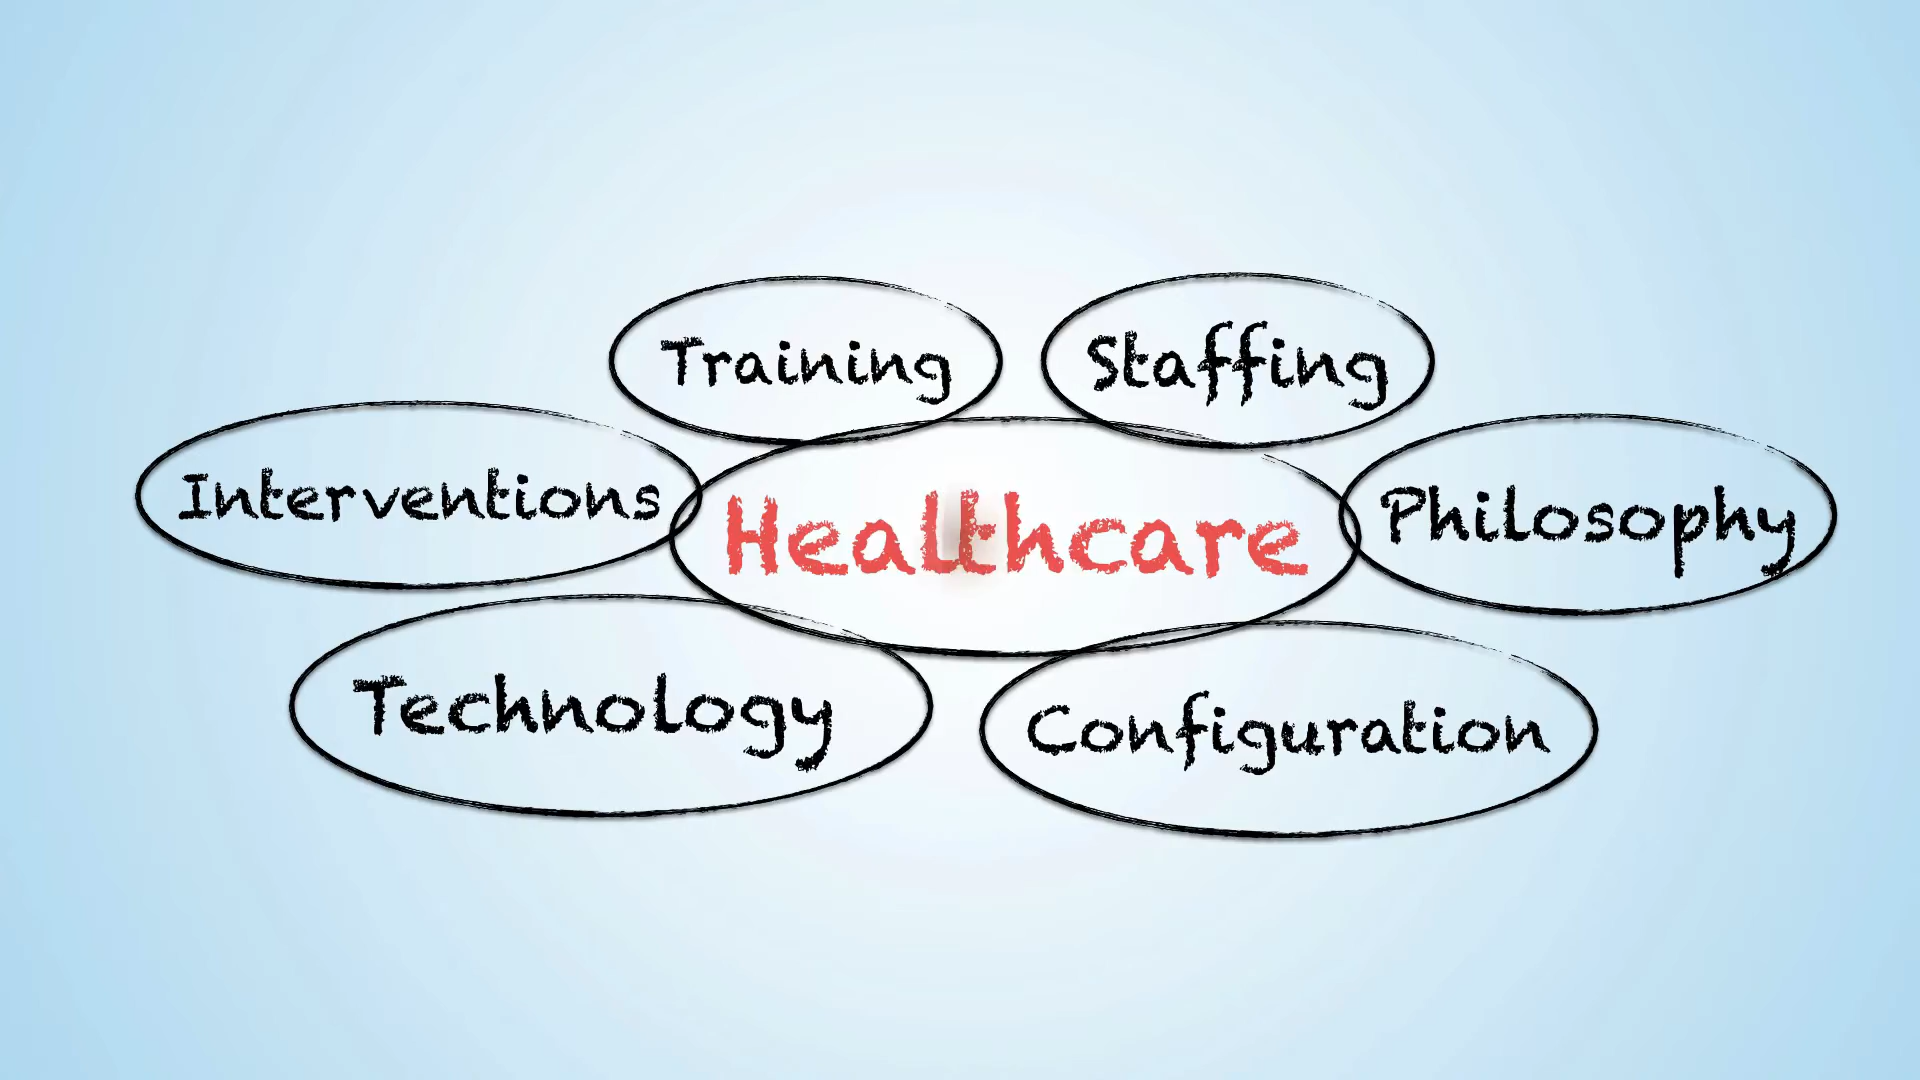 Training
Staffing
Interventions
Healthcare
Philosophy
Technology
Configuration